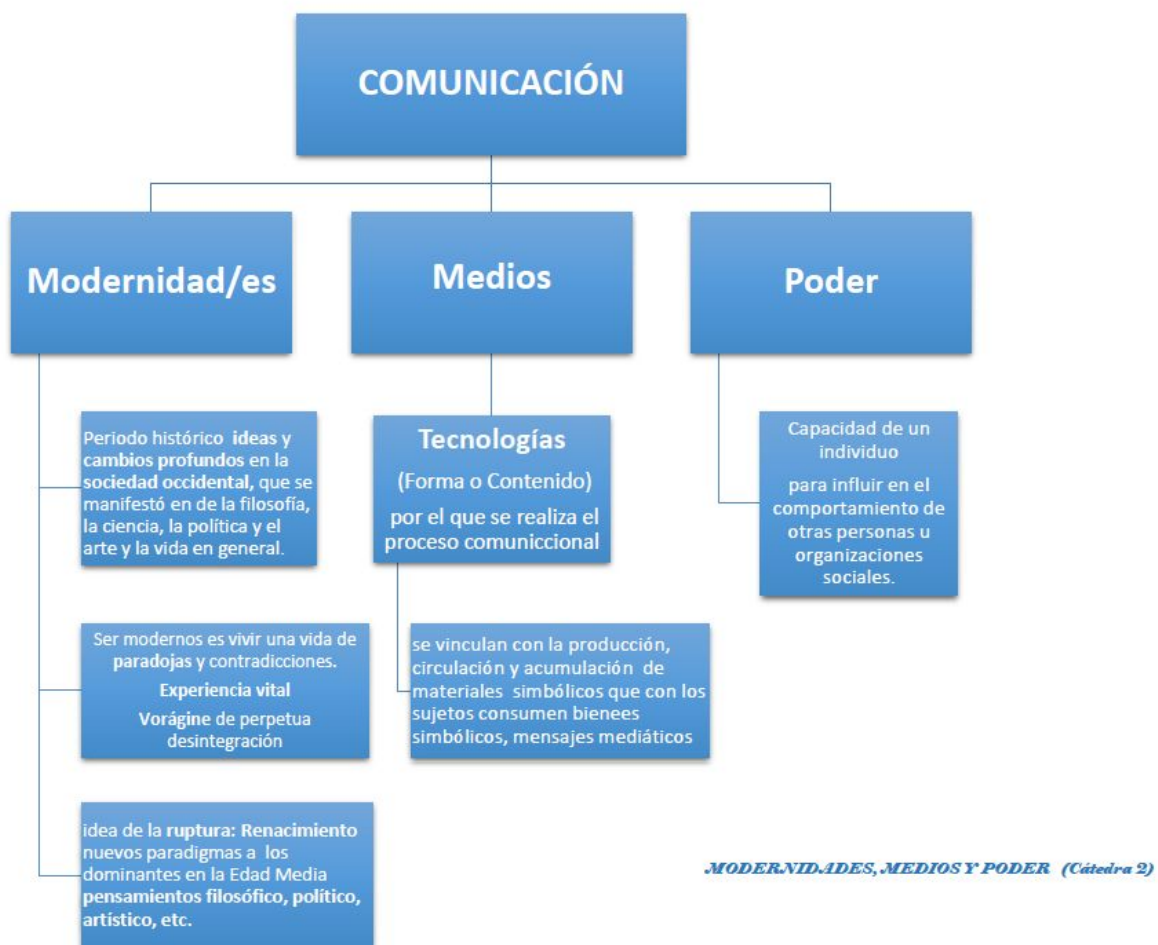 COMUNICACIÓN
Modernidad/es
Medios
Poder
Periodo histórico ideas y
cambios profundos en la
sociedad occidental, que se
manifestó en de la filosofía,
la ciencia, la política y el
arte y la vida en general.
Ser modernos es vivir una vida de
paradojas y contradicciones.
Experiencia vital
Vorágine de perpetua
desintegración
idea de la ruptura: Renacimiento
nuevos paradigmas a los
dominantes en la Edad Media
pensamientos filosófico, político,
artístico, etc.
Tecnologías
(Forma o Contenido)
por el que se realiza el
proceso comuniccional
se vinculan con la producción,
circulación y acumulación de
materiales simbólicos que con los
sujetos consumen bienees
simbólicos, mensajes mediáticos
Capacidad de un
individuo
para influir en el
comportamiento de
otras personas u
organizaciones
sociales.
MODERNIDADES, MEDIOS Y PODER (Cátedra 2)